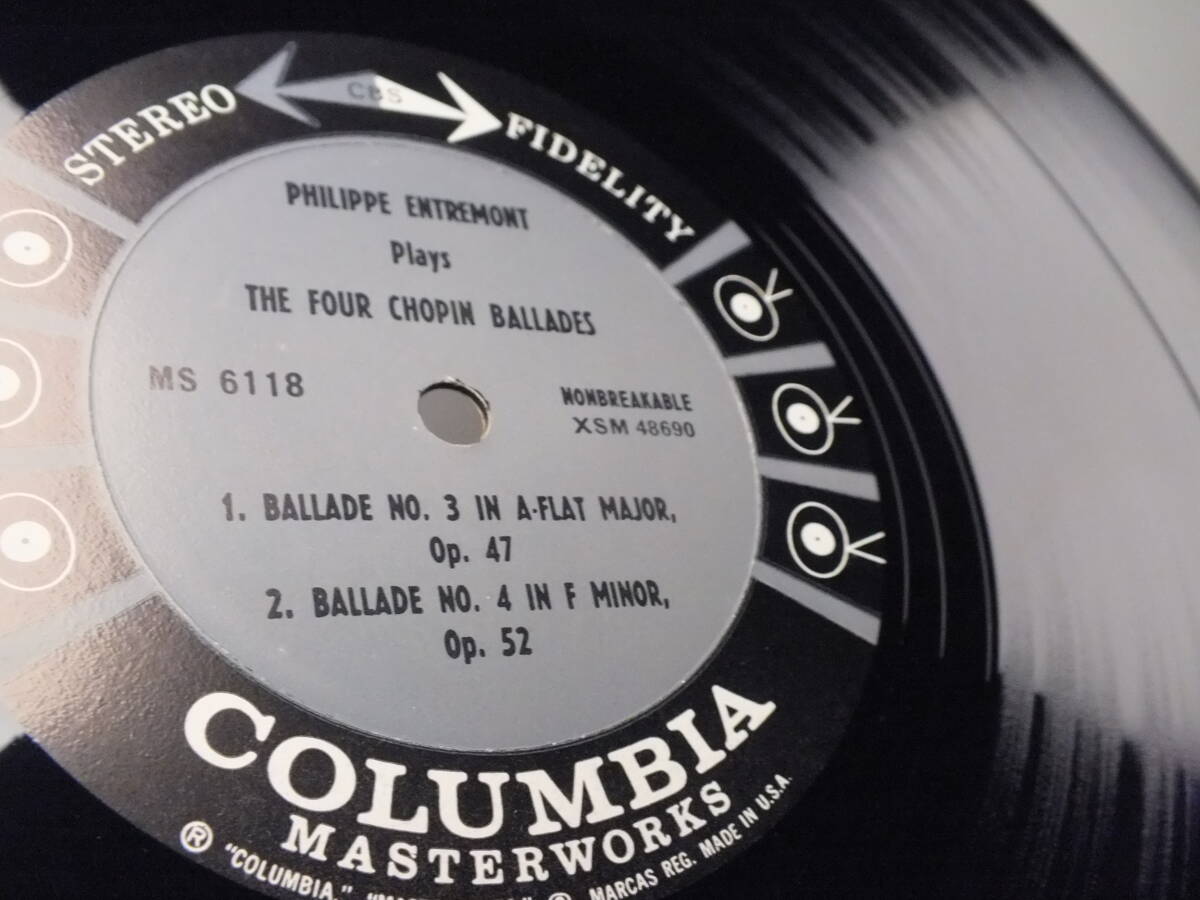 STEREO CBS FIDELITY
PHILIPPE ENTREMONT
Plays
THE FOUR CHOPIN BALLADES
MS 6118
NONBREAKABLE
XSM 48690
1. BALLADE NO. 3 IN A-FLAT MAJOR,
Op. 47
2. BALLADE NO. 4 IN F MINOR,
Op. 52
COLUMBIA
MASTERWORKS
® "COLUMBIA," ® MARCAS REG. MADE IN U.S.A.